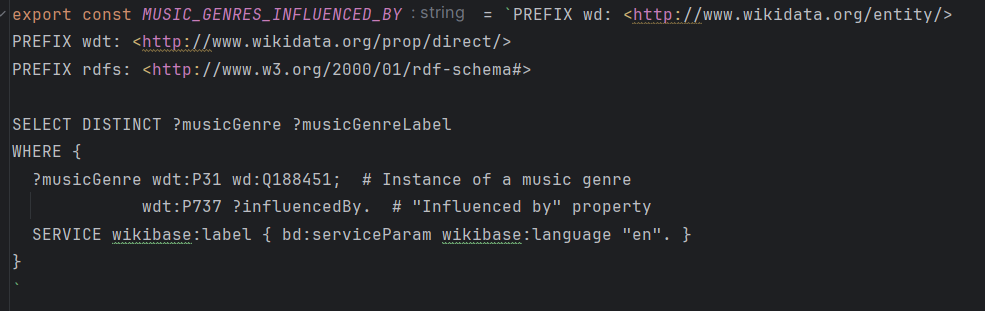 export const MUSIC_GENRES_INFLUENCED_BY : string = `PREFIX wd: <http://www.wikidata.org/entity/>
PREFIX wdt: <http://www.wikidata.org/prop/direct/>
PREFIX rdfs: <http://www.w3.org/2000/01/rdf-schema#>

SELECT DISTINCT ?musicGenre ?musicGenreLabel
WHERE {
  ?musicGenre wdt:P31 wd:Q188451;  # Instance of a music genre
             wdt:P737 ?influencedBy.  # "Influenced by" property
  SERVICE wikibase:label { bd:serviceParam wikibase:language "en". }
}
`